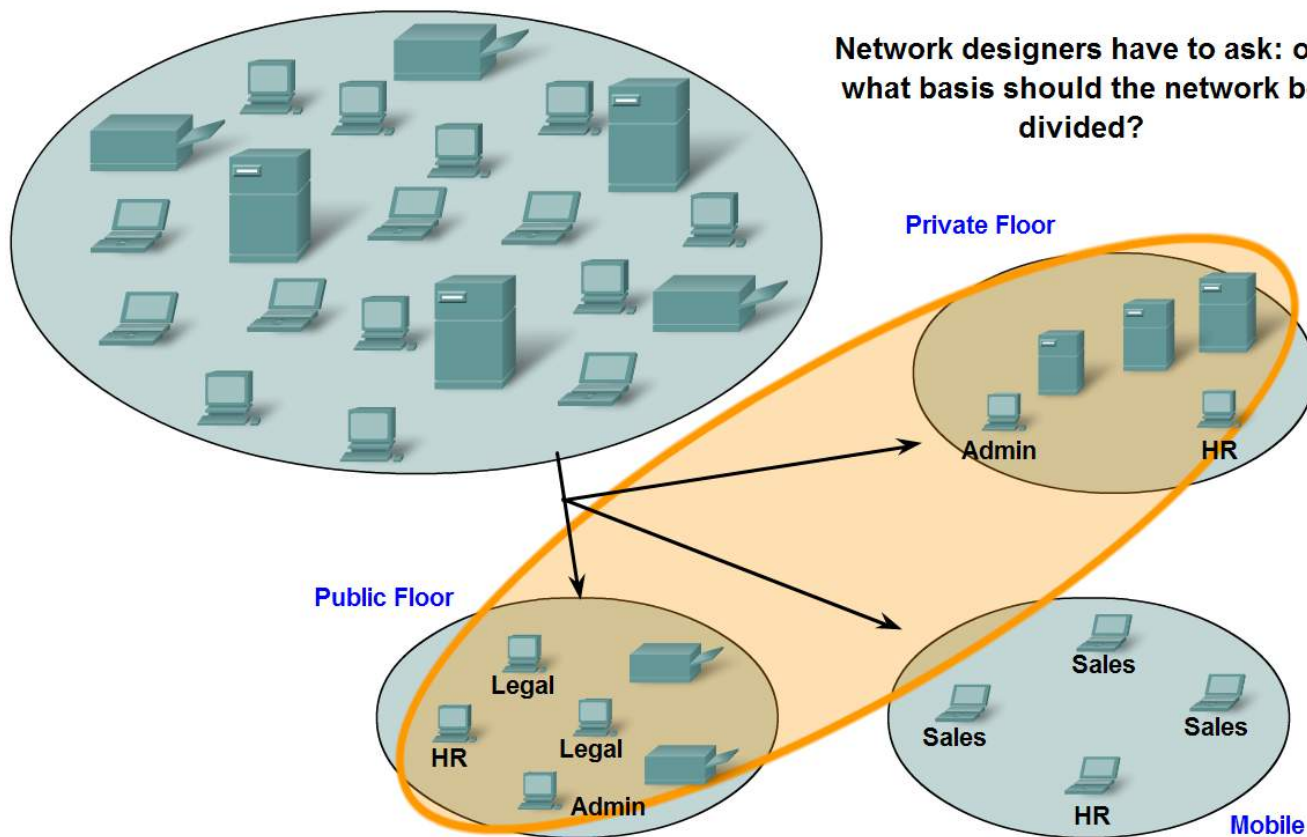 Network designers have to ask: o
what basis should the network b
divided?
Private Floor
Admin
HR
Public Floor
Legal
HR
Legal
Admin
Sales
Sales
Sales
HR
Mobile